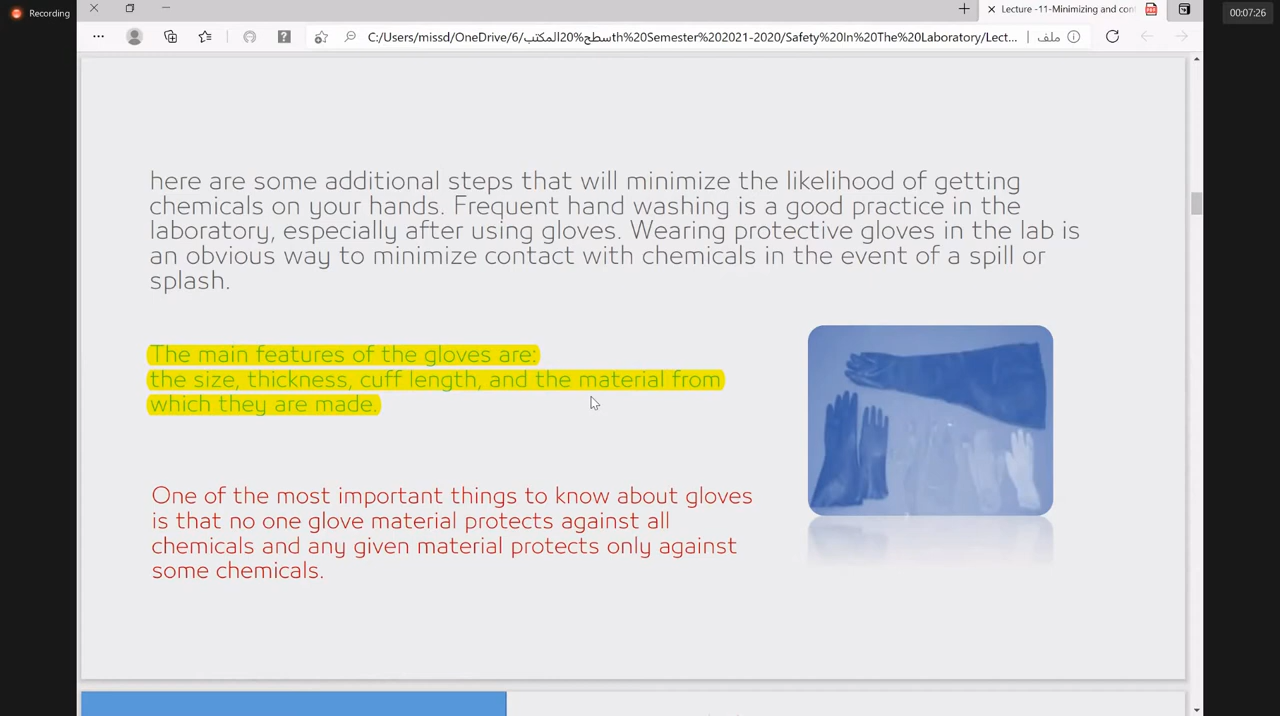 Recording
Lecture -11-Minimizing and con
00:07:26
C:/Users/missd/OneDrive/سطح%20المكتب/6th%20Semester%202021-2020/Safety%20In%20The%20Laboratory/Lect...
ملف
here are some additional steps that will minimize the likelihood of getting
chemicals on your hands. Frequent hand washing is a good practice in the
laboratory, especially after using gloves. Wearing protective gloves in the lab is
an obvious way to minimize contact with chemicals in the event of a spill or
splash.
The main features of the gloves are:
the size, thickness, cuff length, and the material from
which they are made.
One of the most important things to know about gloves
is that no one glove material protects against all
chemicals and any given material protects only against
some chemicals.